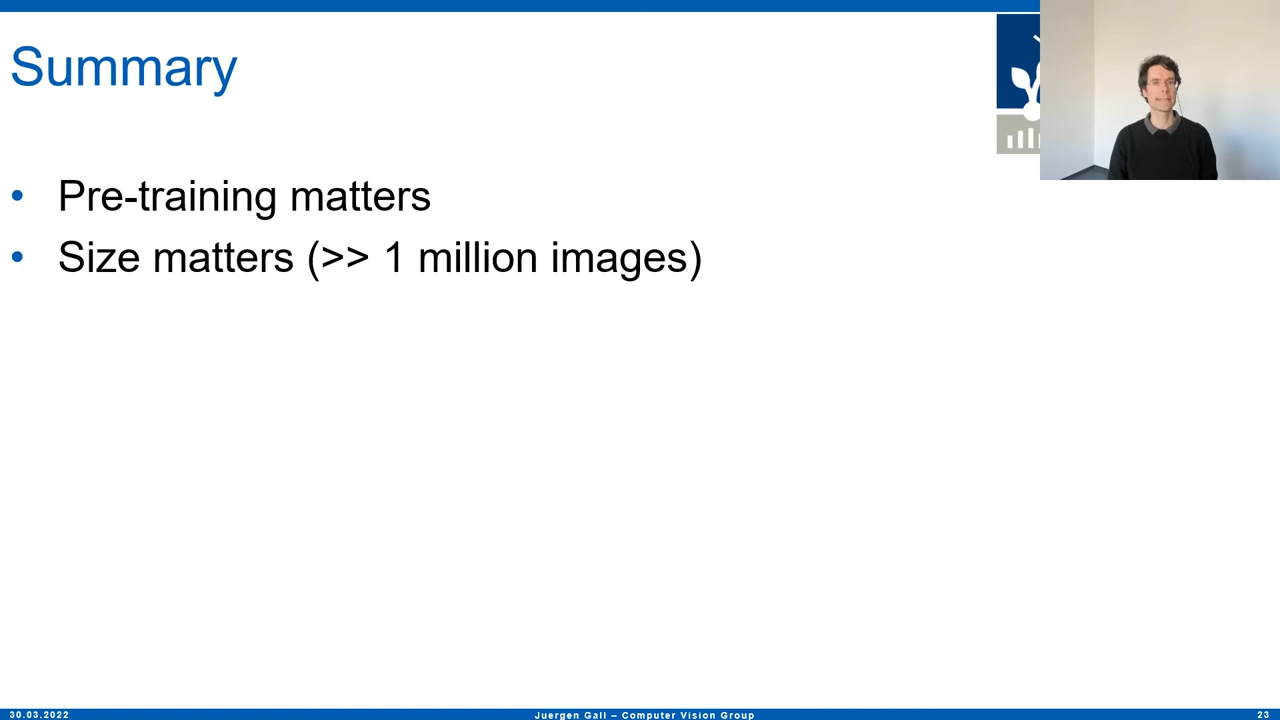 Summary
• Pre-training matters
• Size matters (>> 1 million images)
30.03.2022
Juergen Gall – Computer Vision Group
23